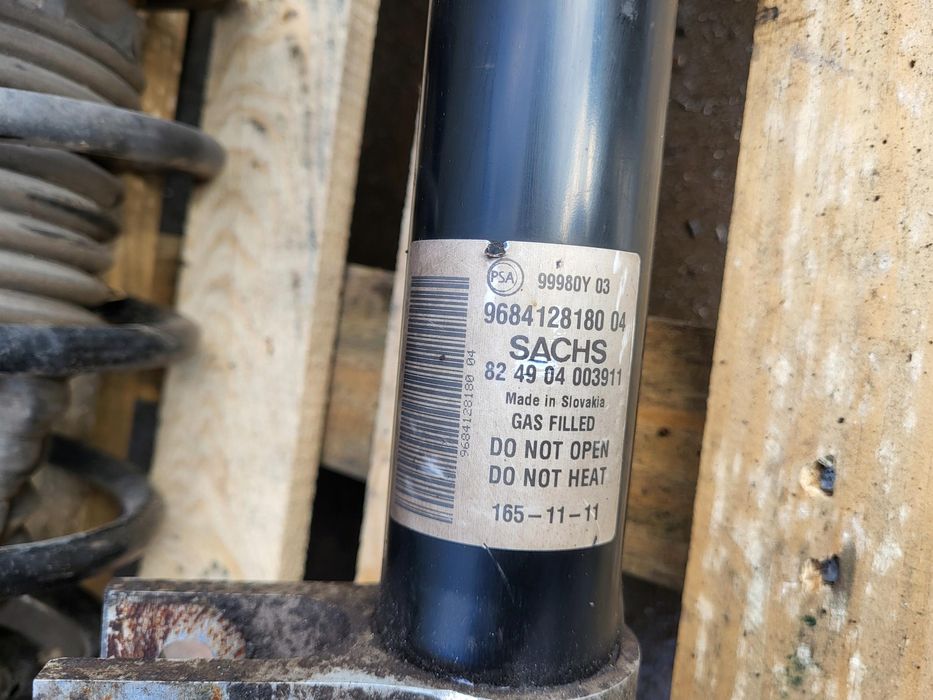 PSA 99980Y 03
9684128180 04
SACHS
82 49 04 003911
Made in Slovakia
GAS FILLED
DO NOT OPEN
DO NOT HEAT
165-11-11
9684128180 04